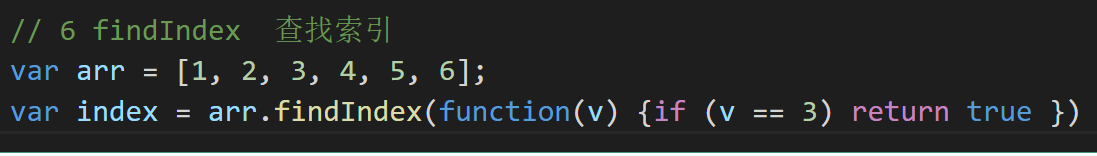 // 6 findIndex  查找索引
var arr = [1, 2, 3, 4, 5, 6];
var index = arr.findIndex(function(v) {if (v == 3) return true })